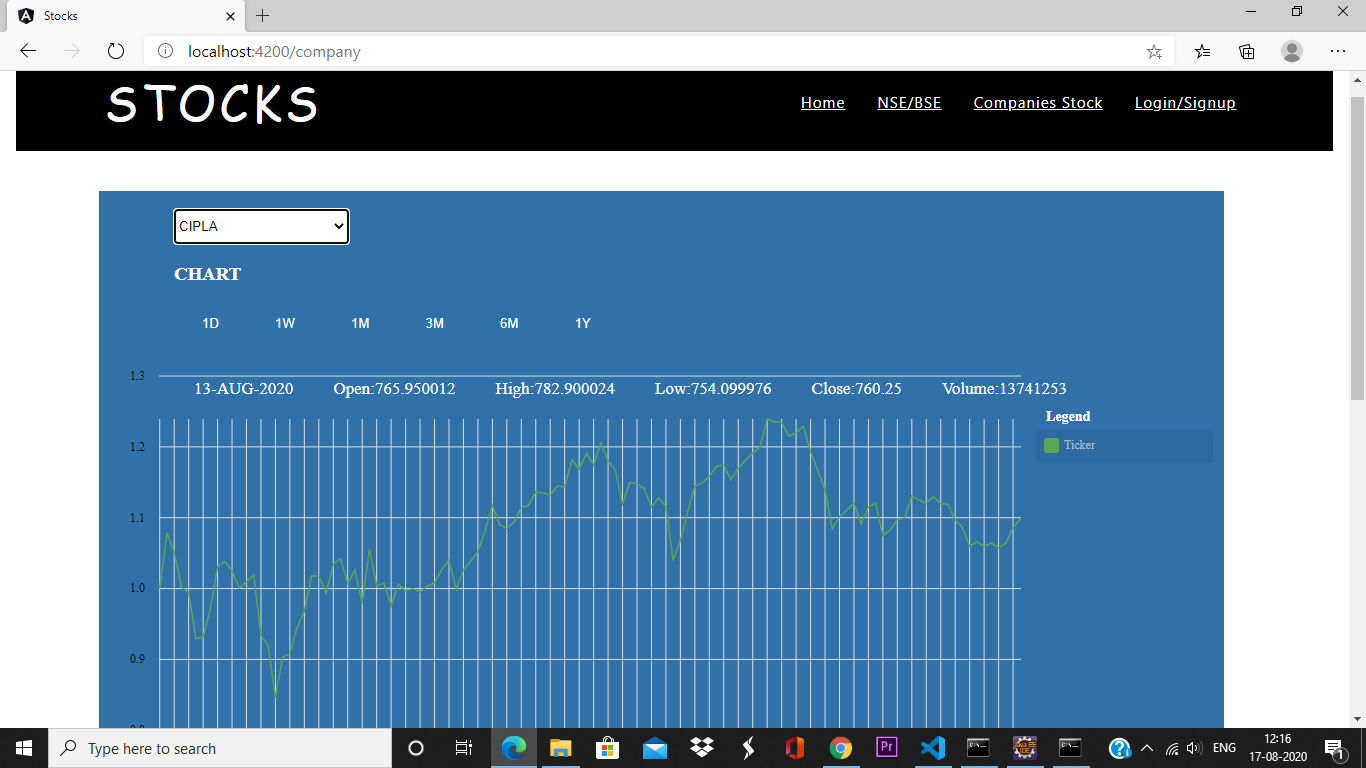 Stocks
localhost:4200/company
STOCKS
Home NSE/BSE Companies Stock Login/Signup
CIPLA
CHART
1D 1W 1M 3M 6M 1Y
1.3
13-AUG-2020 Open:765.950012 High:782.900024 Low:754.099976 Close:760.25 Volume:13741253
Legend
Ticker
1.2
1.1
1.0
0.9
Type here to search
Pr
ENG
12:16
17-08-2020
1